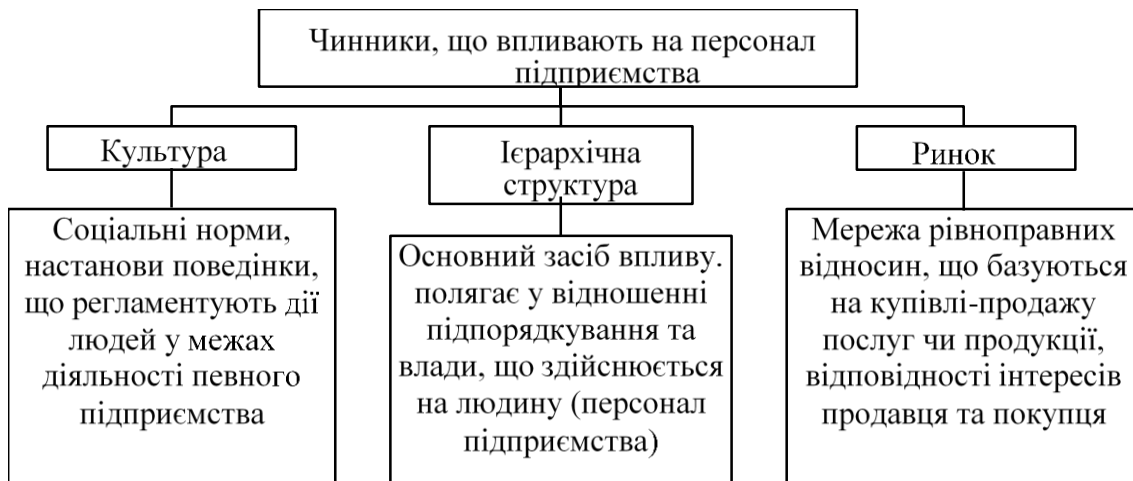 Чинники, що впливають на персонал
підприємства
Культура
Ієрархічна
структура
Ринок
Соціальні норми,
настанови поведінки,
що регламентують дії
людей у межах
діяльності певного
підприємства
Основний засіб впливу.
полягає у відношенні
підпорядкування та
влади, що здійснюється
на людину (персонал
підприємства)
Мережа рівноправних
відносин, що базуються
на купівлі-продажу
послуг чи продукції,
відповідності інтересів
продавця та покупця